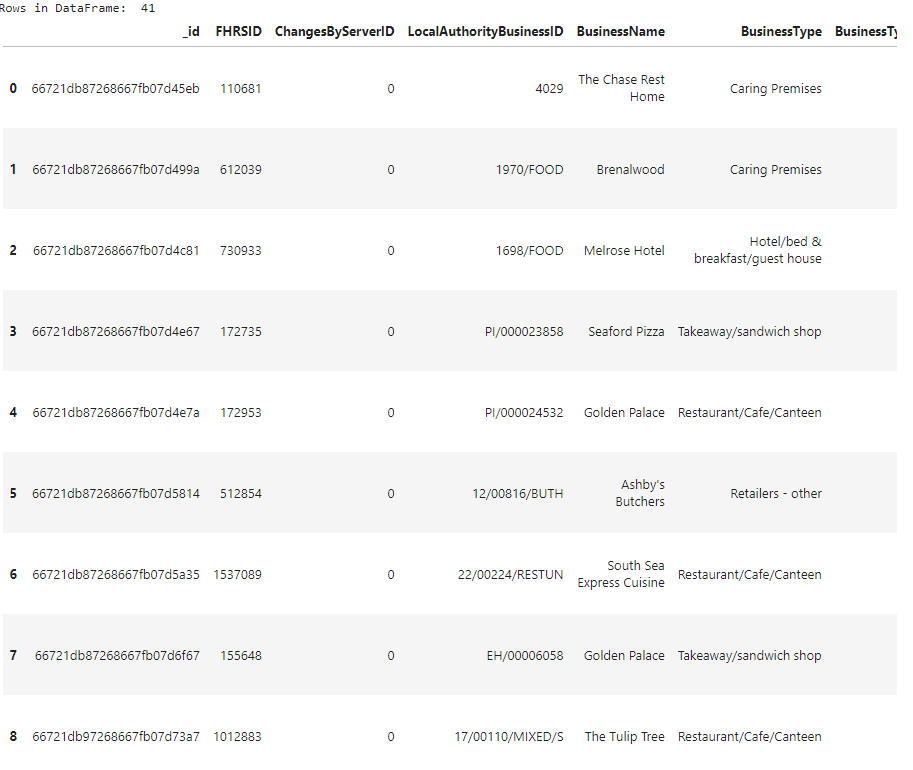 Rows in DataFrame:  41
_id FHRSID ChangesByServerID LocalAuthorityBusinessID BusinessName BusinessType BusinessTy
0 66721db87268667fb07d45eb 110681 0 4029 The Chase Rest Home Caring Premises
1 66721db87268667fb07d499a 612039 0 1970/FOOD Brenalwood Caring Premises
2 66721db87268667fb07d4c81 730933 0 1698/FOOD Melrose Hotel Hotel/bed & breakfast/guest house
3 66721db87268667fb07d4e67 172735 0 PI/000023858 Seaford Pizza Takeaway/sandwich shop
4 66721db87268667fb07d4e7a 172953 0 PI/000024532 Golden Palace Restaurant/Cafe/Canteen
5 66721db87268667fb07d5814 512854 0 12/00816/BUTH Ashby's Butchers Retailers - other
6 66721db87268667fb07d5a35 1537089 0 22/00224/RESTUN South Sea Express Cuisine Restaurant/Cafe/Canteen
7 66721db87268667fb07d6f67 155648 0 EH/00006058 Golden Palace Takeaway/sandwich shop
8 66721db97268667fb07d73a7 1012883 0 17/00110/MIXED/S The Tulip Tree Restaurant/Cafe/Canteen